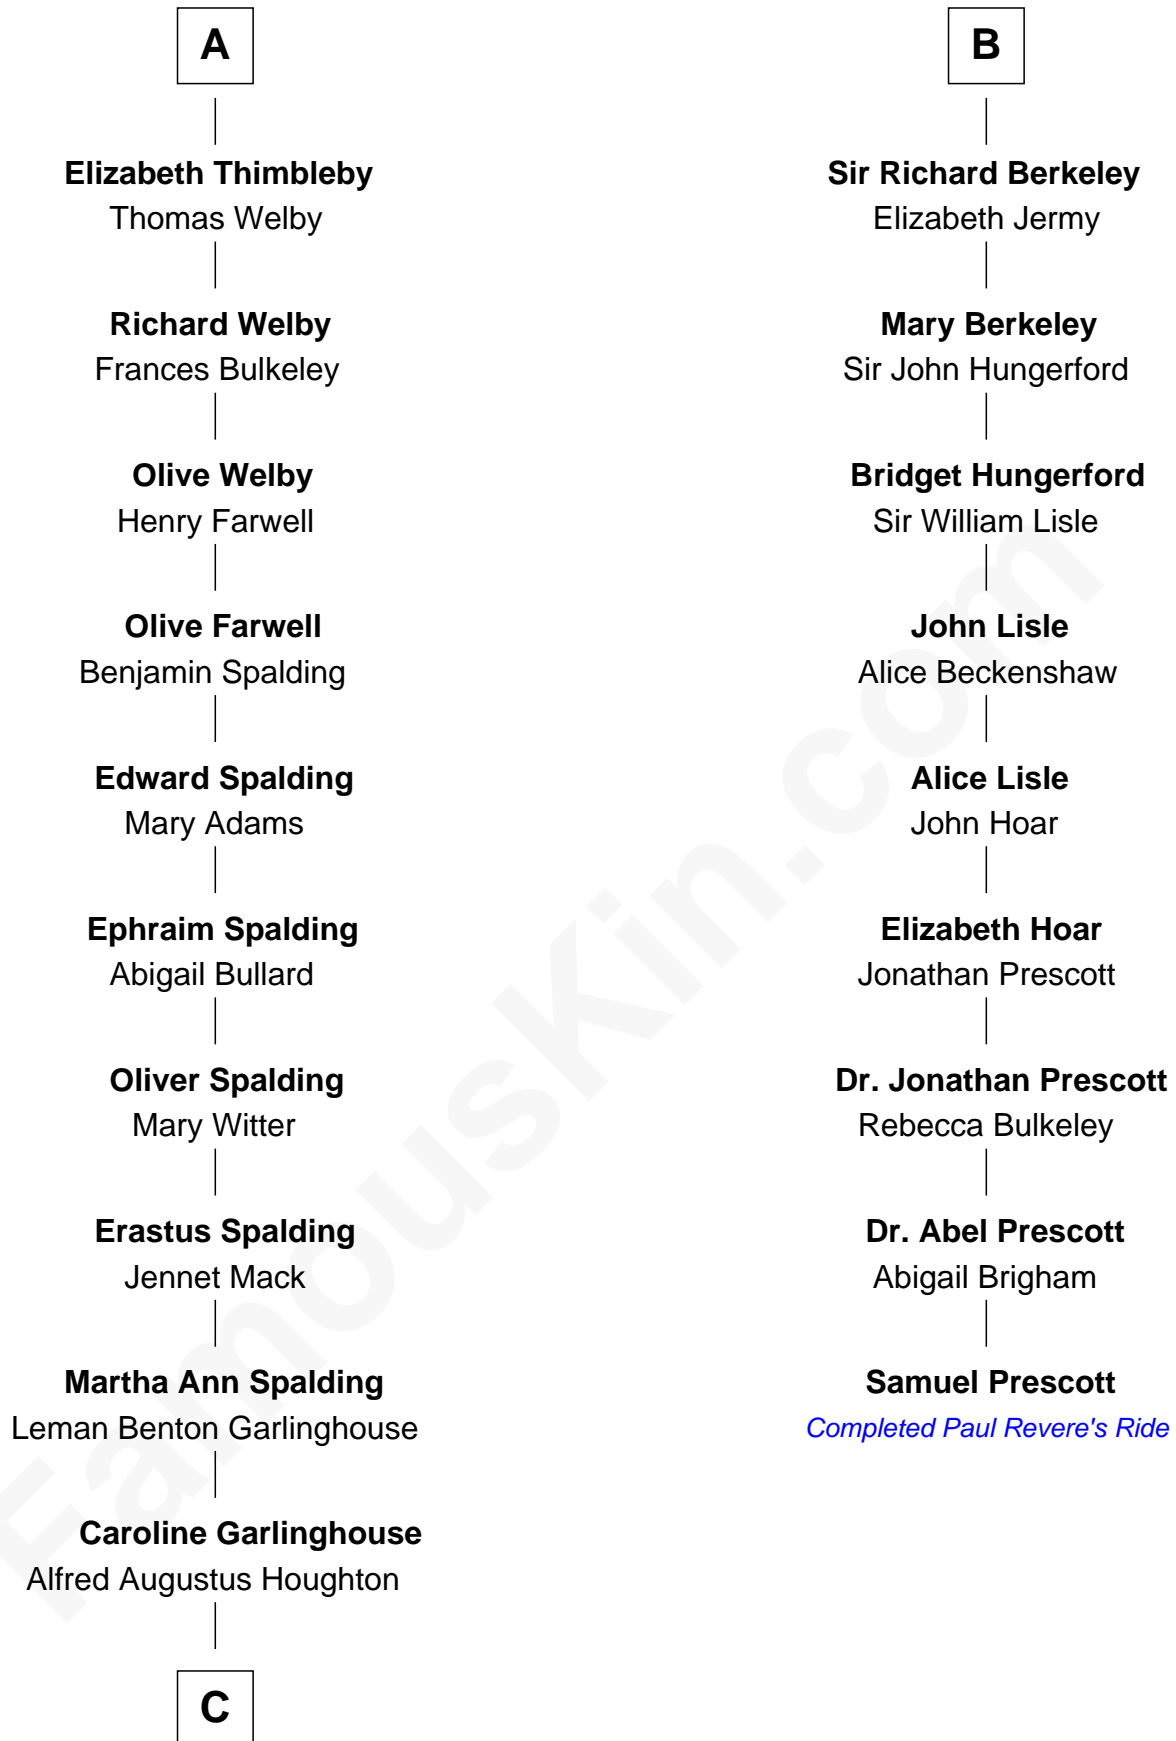 A
Elizabeth Thimbleby
Thomas Welby
Richard Welby
Frances Bulkeley
Olive Welby
Henry Farwell
Olive Farwell
Benjamin Spalding
Edward Spalding
Mary Adams
Ephraim Spalding
Abigail Bullard
Oliver Spalding
Mary Witter
Erastus Spalding
Jennet Mack
Martha Ann Spalding
Leman Benton Garlinghouse
Caroline Garlinghouse
Alfred Augustus Houghton
C
B
Sir Richard Berkeley
Elizabeth Jermy
Mary Berkeley
Sir John Hungerford
Bridget Hungerford
Sir William Lisle
John Lisle
Alice Beckenshaw
Alice Lisle
John Hoar
Elizabeth Hoar
Jonathan Prescott
Dr. Jonathan Prescott
Rebecca Bulkeley
Dr. Abel Prescott
Abigail Brigham
Samuel Prescott
Completed Paul Revere's Ride
FamousKin.com